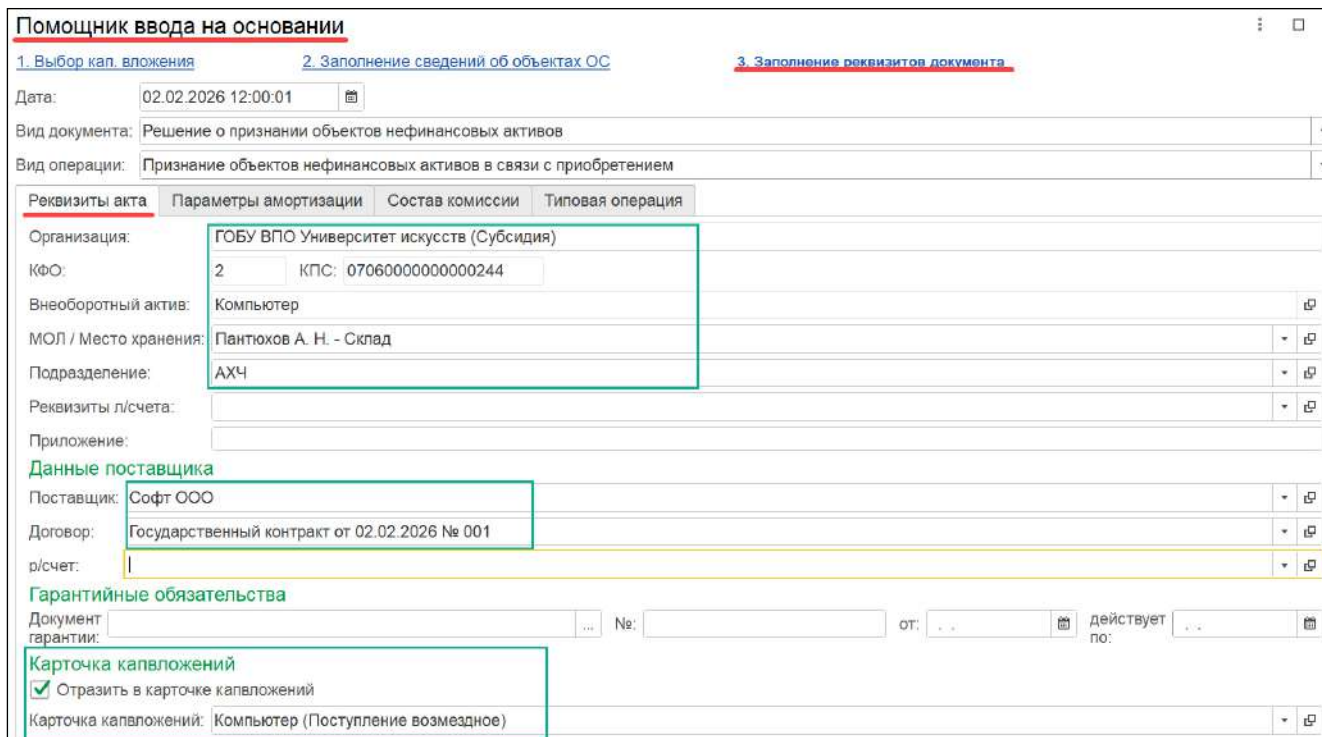 Помощник ввода на основании
1. Выбор кап. вложения 2. Заполнение сведений об объектах ОС 3. Заполнение реквизитов документа
Дата: 02.02.2026 12:00:01
Вид документа: Решение о признании объектов нефинансовых активов
Вид операции: Признание объектов нефинансовых активов в связи с приобретением
Реквизиты акта Параметры амортизации Состав комиссии Типовая операция
Организация: ГОБУ ВПО Университет искусств (Субсидия)
КФО: 2 КПС: 07060000000000244
Внеоборотный актив: Компьютер
МОЛ / Место хранения: Пантюхов А. Н. - Склад
Подразделение: АХЧ
Реквизиты л/счета:
Приложение:
Данные поставщика
Поставщик: Софт ООО
Договор: Государственный контракт от 02.02.2026 № 001
р/счет:
Гарантийные обязательства
Документ гарантии: ... №: от: . . действует по: . .
Карточка капвложений
Отразить в карточке капвложений
Карточка капвложений: Компьютер (Поступление возмездное)